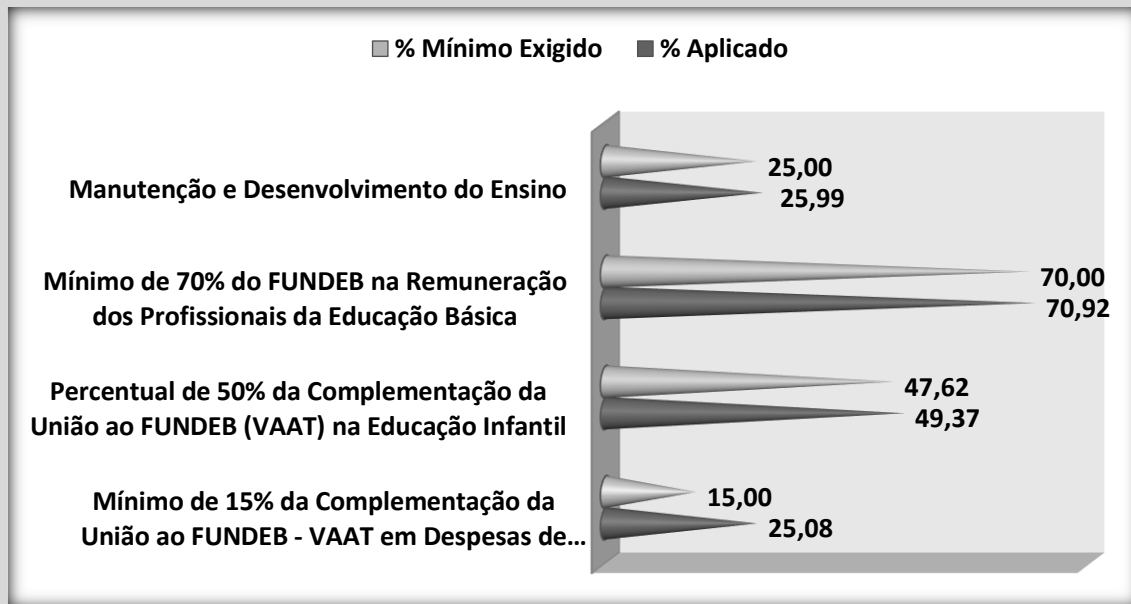 % Mínimo Exigido % Aplicado
Manutenção e Desenvolvimento do Ensino
25,00
25,99
Mínimo de 70% do FUNDEB na Remuneração
dos Profissionais da Educação Básica
70,00
70,92
Percentual de 50% da Complementação da
União ao FUNDEB (VAAT) na Educação Infantil
47,62
49,37
Mínimo de 15% da Complementação da
União ao FUNDEB - VAAT em Despesas de...
15,00
25,08